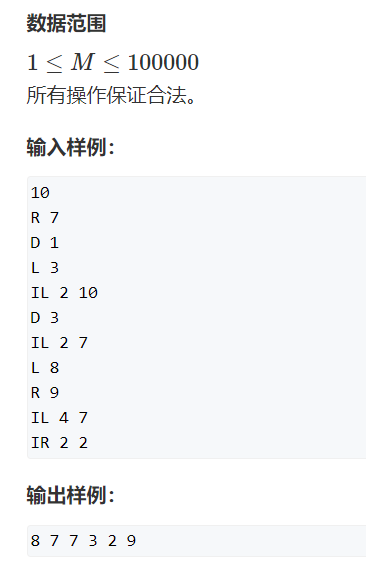 数据范围
1 ≤ M ≤ 100000
所有操作保证合法。
输入样例：
10
R 7
D 1
L 3
IL 2 10
D 3
IL 2 7
L 8
R 9
IL 4 7
IR 2 2
输出样例：
8 7 7 3 2 9